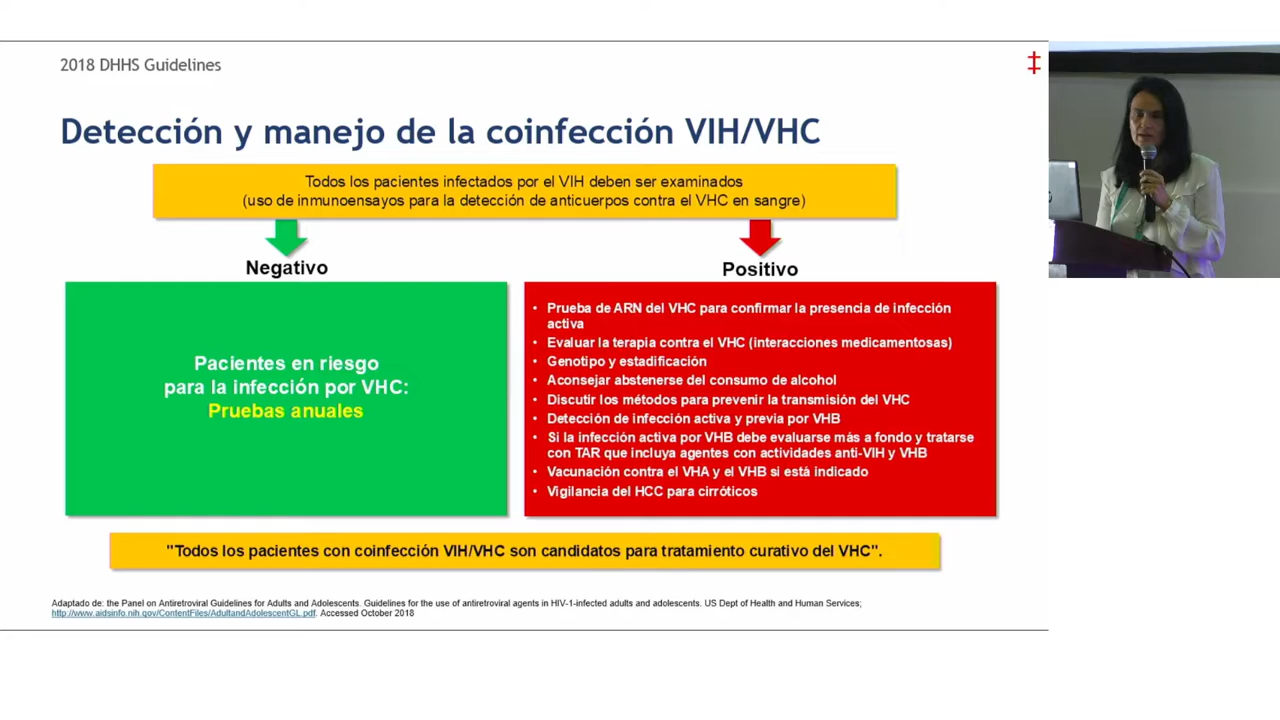 2018 DHHS Guidelines
‡
Detección y manejo de la coinfección VIH/VHC
Todos los pacientes infectados por el VIH deben ser examinados
(uso de inmunoensayos para la detección de anticuerpos contra el VHC en sangre)
Negativo
Positivo
Pacientes en riesgo
para la infección por VHC:
Pruebas anuales
• Prueba de ARN del VHC para confirmar la presencia de infección
activa
• Evaluar la terapia contra el VHC (interacciones medicamentosas)
• Genotipo y estadificación
• Aconsejar abstenerse del consumo de alcohol
• Discutir los métodos para prevenir la transmisión del VHC
• Detección de infección activa y previa por VHB
• Si la infección activa por VHB debe evaluarse más a fondo y tratarse
con TAR que incluya agentes con actividades anti-VIH y VHB
• Vacunación contra el VHA y el VHB si está indicado
• Vigilancia del HCC para cirróticos
"Todos los pacientes con coinfección VIH/VHC son candidatos para tratamiento curativo del VHC".
Adaptado de: the Panel on Antiretroviral Guidelines for Adults and Adolescents. Guidelines for the use of antiretroviral agents in HIV-1-infected adults and adolescents. US Dept of Health and Human Services;
http://www.aidsinfo.nih.gov/ContentFiles/AdultandAdolescentGL.pdf. Accessed October 2018